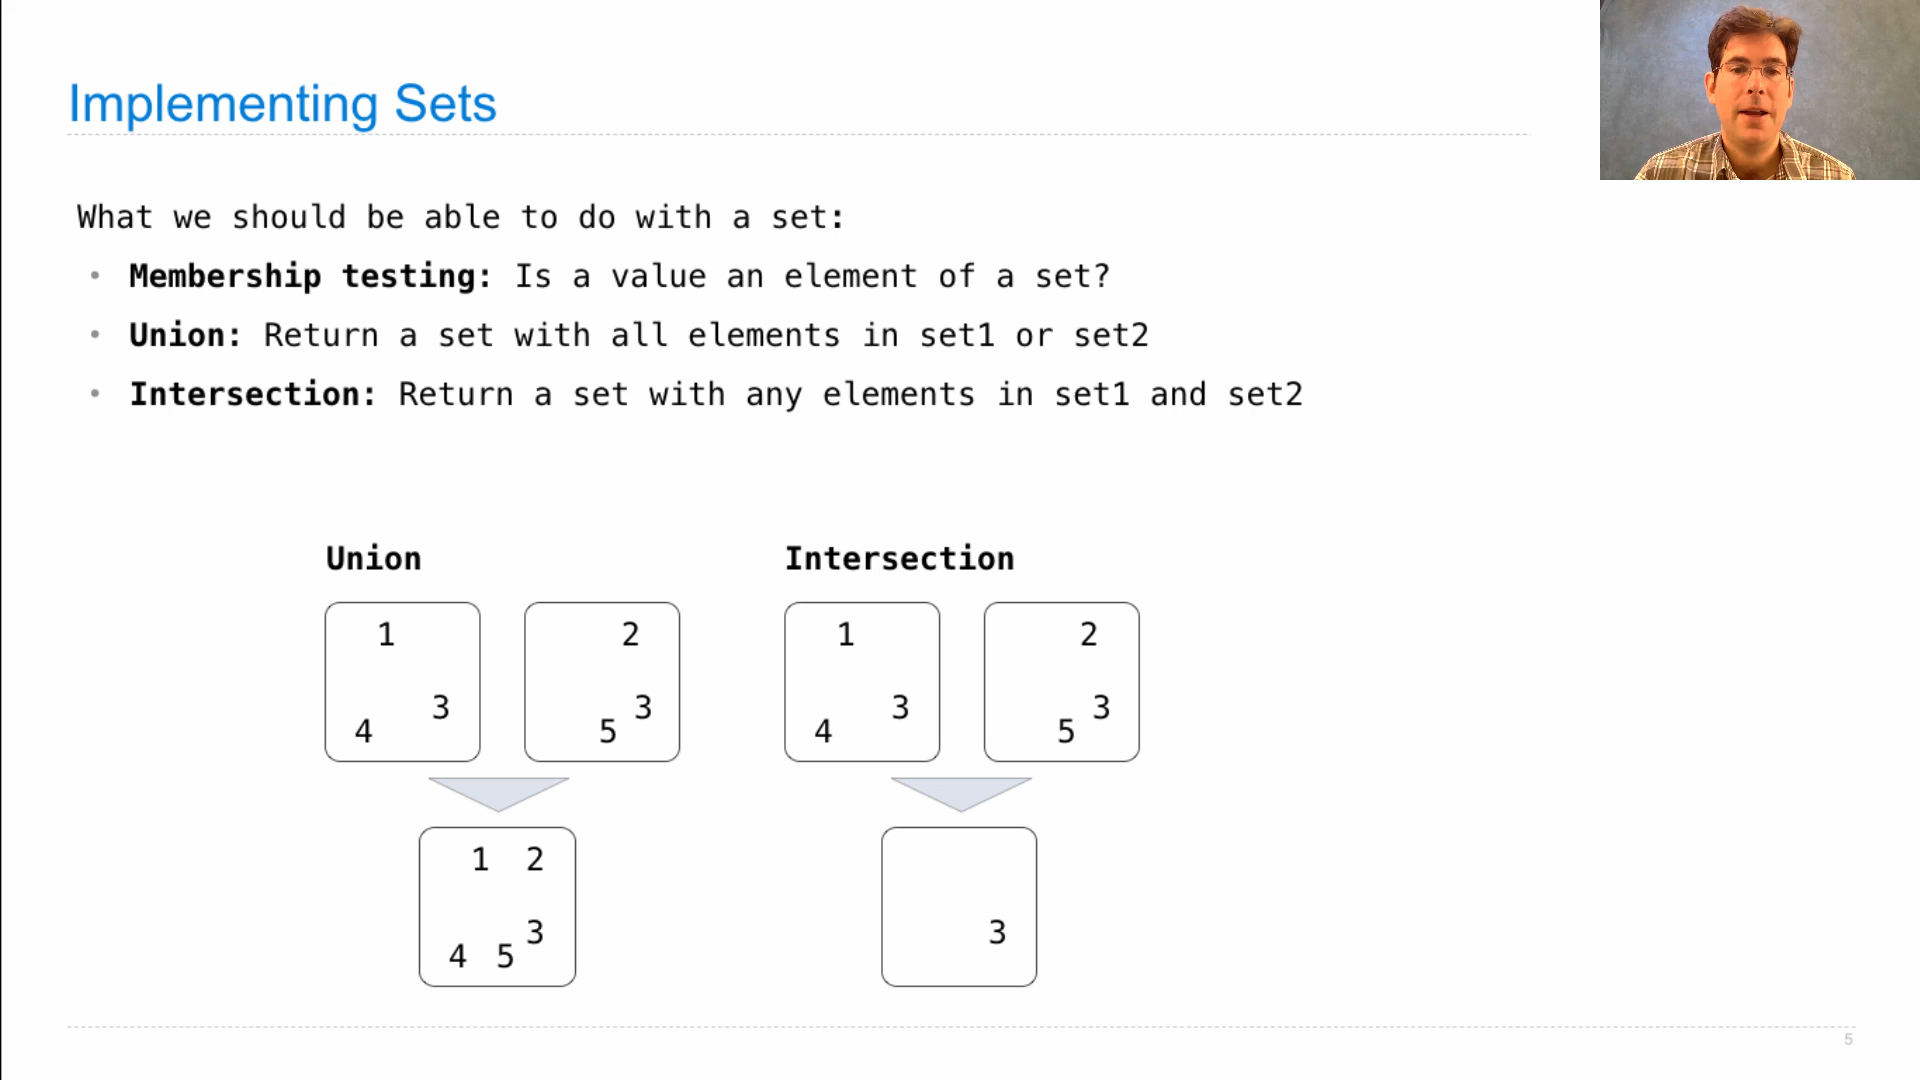 Implementing Sets
What we should be able to do with a set:
• Membership testing: Is a value an element of a set?
• Union: Return a set with all elements in set1 or set2
• Intersection: Return a set with any elements in set1 and set2
Union
1
3
4
2
3
5
1 2
3
4 5
Intersection
1
3
4
2
3
5
3
5